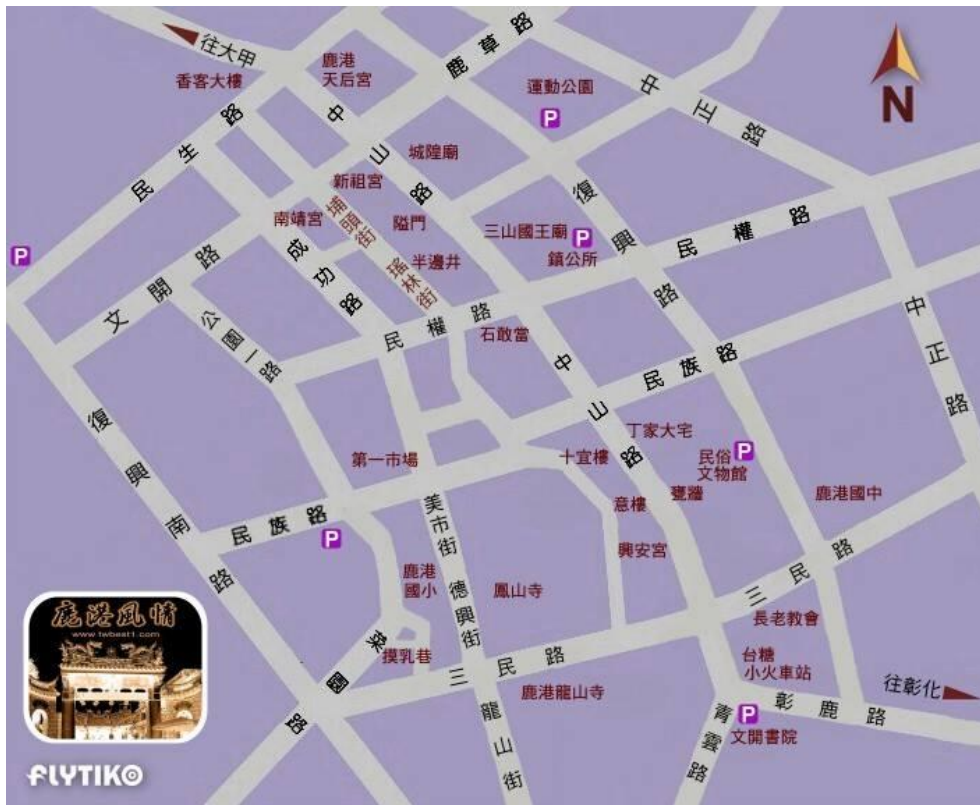 往大甲
香客大樓
鹿港
天后宮
鹿草路
中正路
運動公園
P
N
民生路
中山路
城隍廟
新祖宮
復興路
南靖宮
埔頭街
隘門
三山國王廟
P
鎮公所
民權路
P
文開路
成功路
半邊井
瑤林街
公園一路
民權路
石敢當
中山路
民族路
中正路
復興南路
第一市場
十宜樓
丁家大宅
民俗
文物館
P
意樓
甕牆
鹿港國中
民族路
P
美市街
興安宮
三民路
鹿港
國小
德興街
鳳山寺
長老教會
摸乳巷
三民路
鹿港龍山寺
台糖
小火車站
往彰化
龍山街
青雲路
P
彰鹿路
文開書院
路
鹿港風情
www.twbest1.com
FLYTIKO